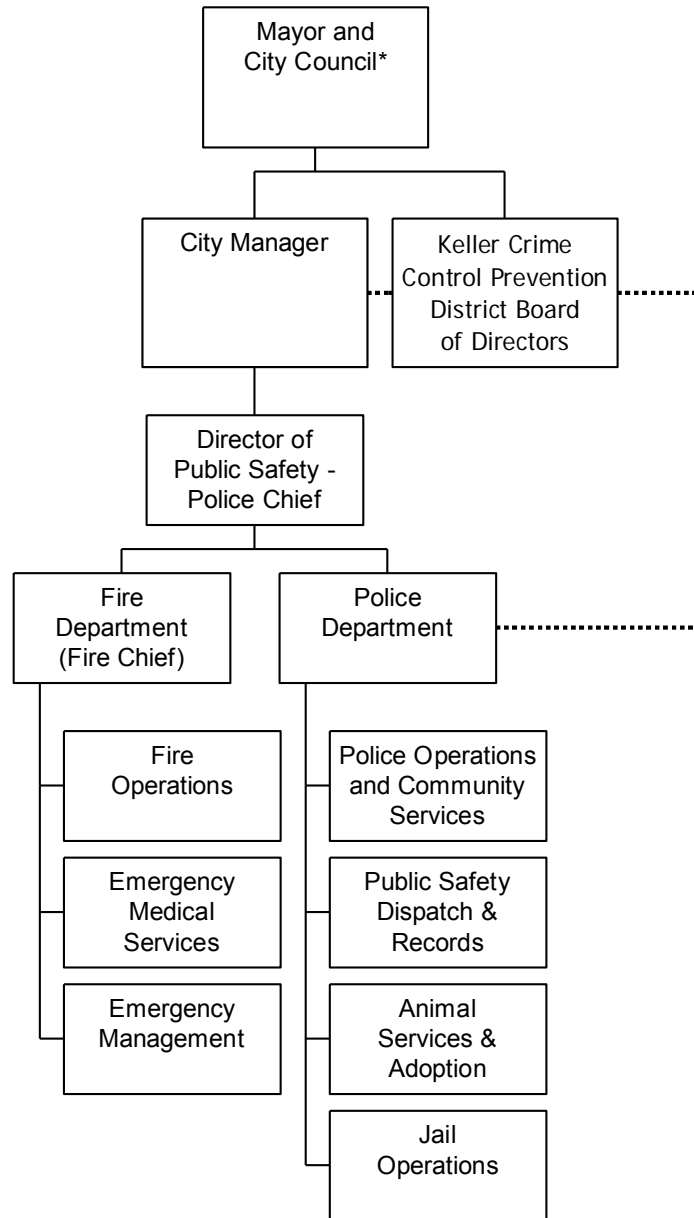 Mayor and
City Council*
City Manager
Keller Crime
Control Prevention
District Board
of Directors
Director of
Public Safety -
Police Chief
Fire
Department
(Fire Chief)
Police
Department
Fire
Operations
Emergency
Medical
Services
Emergency
Management
Police Operations
and Community
Services
Public Safety
Dispatch &
Records
Animal
Services &
Adoption
Jail
Operations